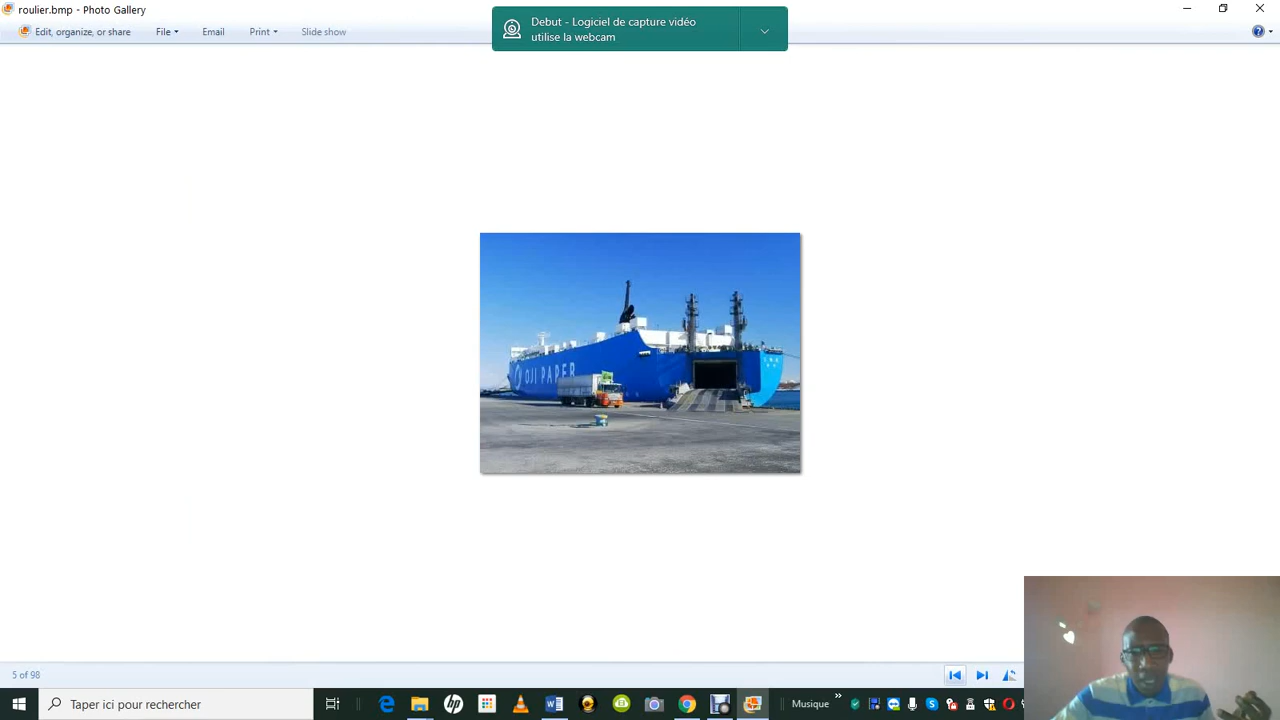 roulier.bmp - Photo Gallery
Debut - Logiciel de capture vidéo
utilise la webcam
Edit, organize, or share
File
Email
Print
Slide show
OJI PAPER
5 of 98
Taper ici pour rechercher
hp
Musique